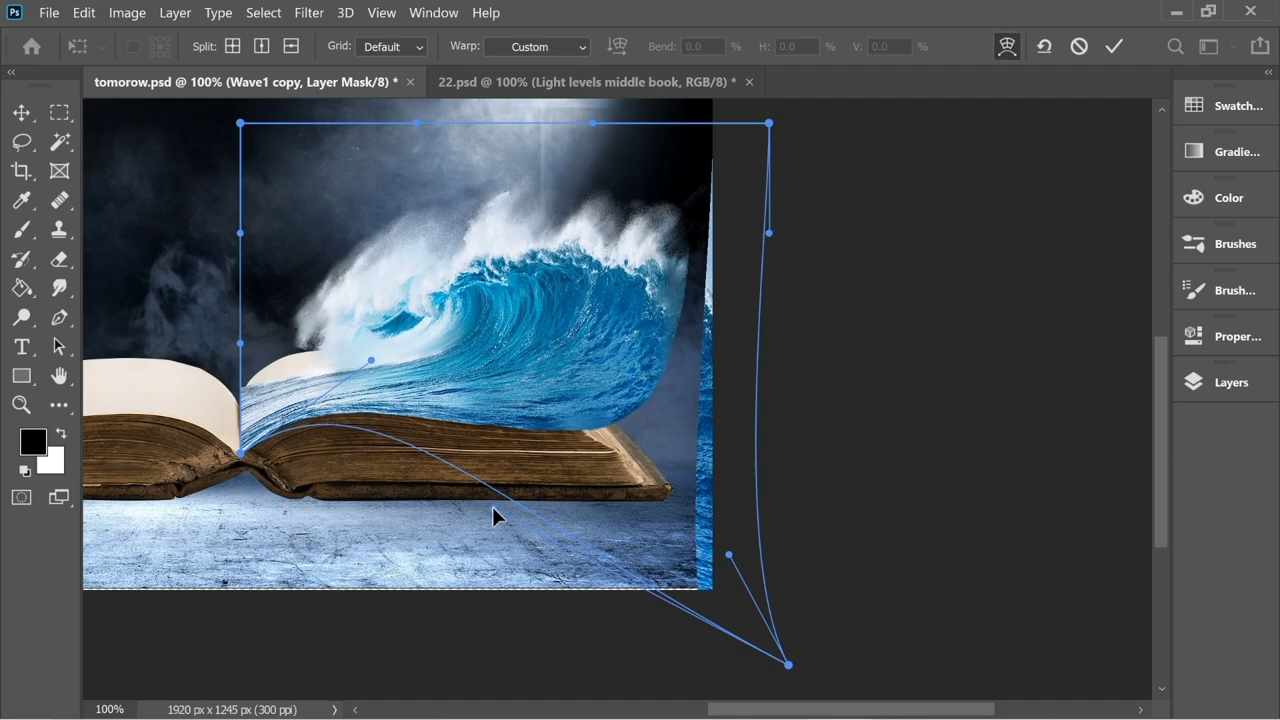 Ps File Edit Image Layer Type Select Filter 3D View Window Help
Split: Grid: Default Warp: Custom Bend: 0.0 % H: 0.0 % V: 0.0 %
tomorow.psd @ 100% (Wave1 copy, Layer Mask/8) * × 22.psd @ 100% (Light levels middle book, RGB/8) * ×
Swatch...
Gradie...
Color
Brushes
Brush...
Proper...
Layers
100% 1920 px x 1245 px (300 ppi)